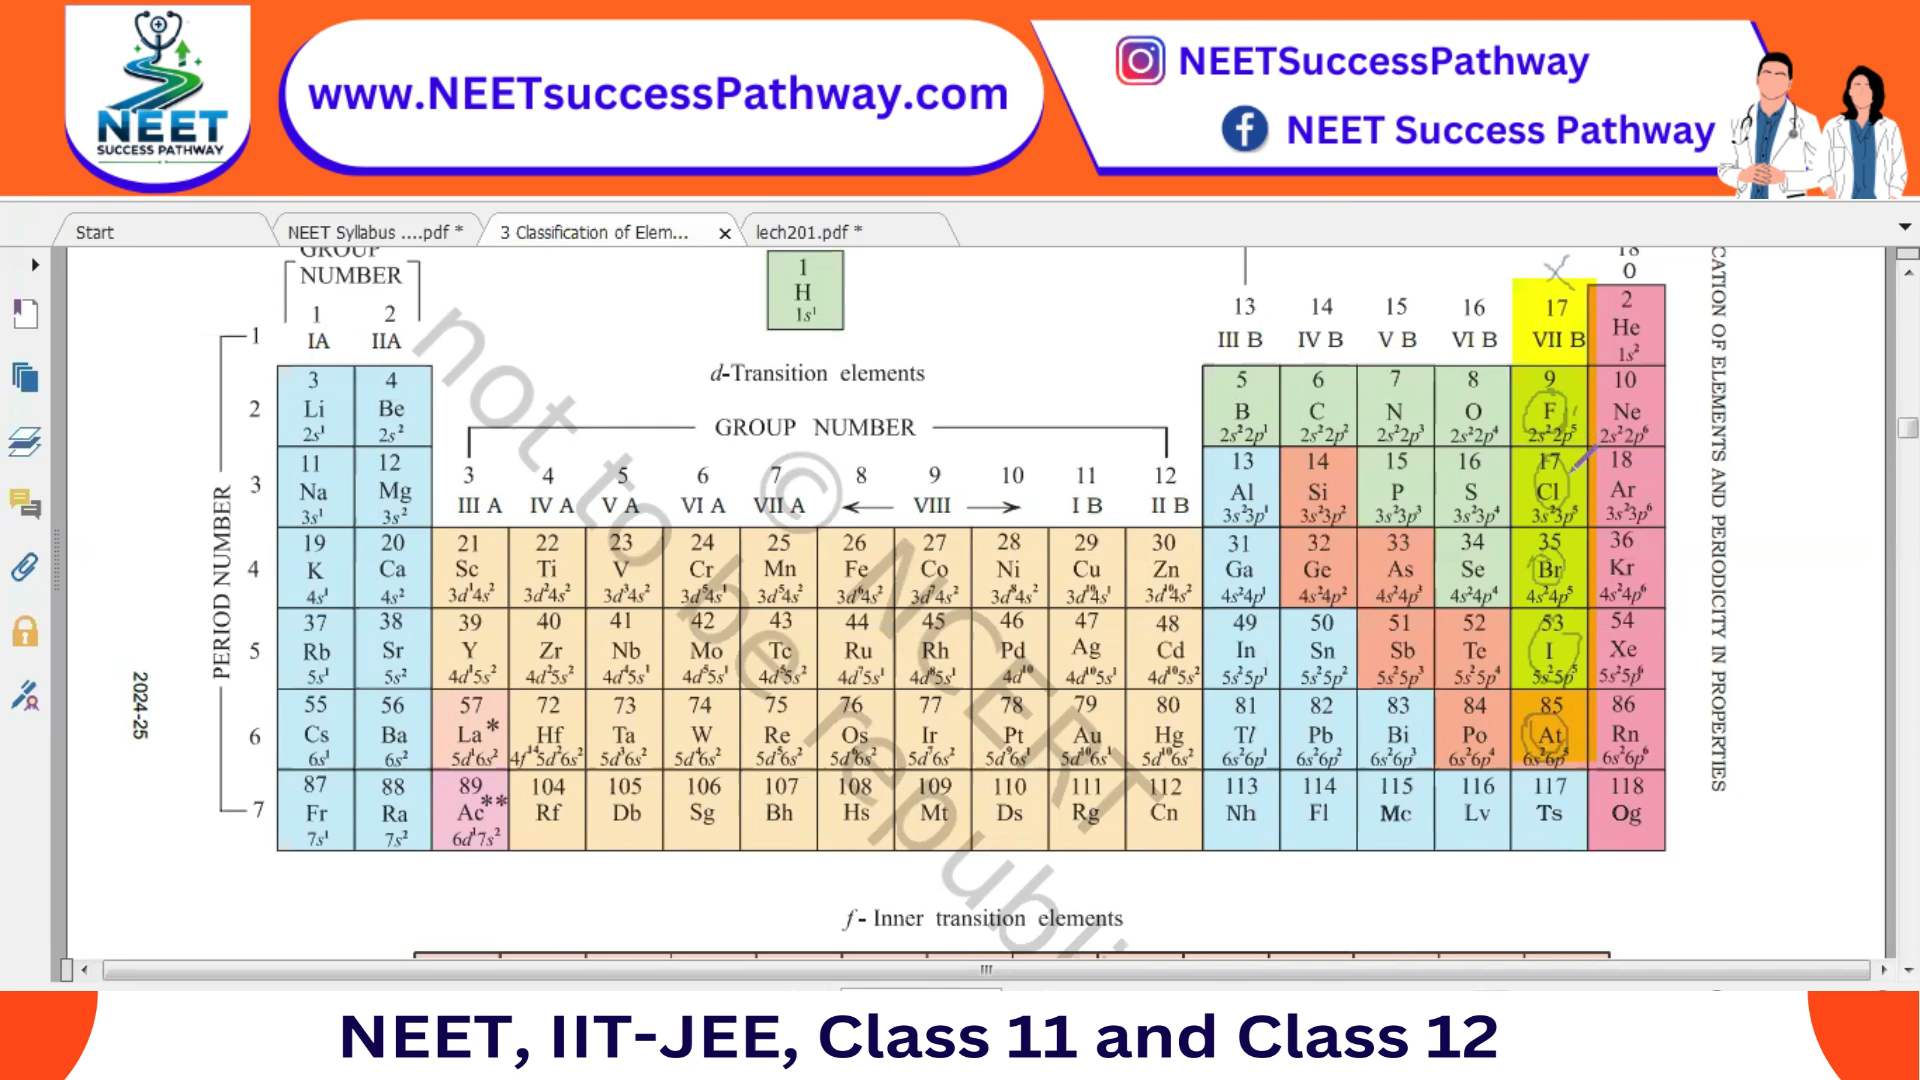 NEET
SUCCESS PATHWAY
www.NEETsuccessPathway.com
NEETSuccessPathway
NEET Success Pathway
Start
NEET Syllabus ....pdf *
3 Classification of Elem...
lech201.pdf *
GROUP
NUMBER
1 2
IA IIA
1
H
1s¹
13 14 15 16 17 18
III B IV B V B VI B VII B 0
X
2
He
1s²
PERIOD NUMBER
1
2
3
4
5
6
7
d-Transition elements
GROUP NUMBER
3 4 5 6 7 8 9 10 11 12
III A IV A V A VI A VII A VIII I B II B
3 4 5 6 7 8 9 10
Li Be B C N O F Ne
2s¹ 2s² 2s²2p¹ 2s²2p² 2s²2p³ 2s²2p⁴ 2s²2p⁵ 2s²2p⁶
11 12 13 14 15 16 17 18
Na Mg Al Si P S Cl Ar
3s¹ 3s² 3s²3p¹ 3s²3p² 3s²3p³ 3s²3p⁴ 3s²3p⁵ 3s²3p⁶
19 20 21 22 23 24 25 26 27 28 29 30 31 32 33 34 35 36
K Ca Sc Ti V Cr Mn Fe Co Ni Cu Zn Ga Ge As Se Br Kr
4s¹ 4s² 3d¹4s² 3d²4s² 3d³4s² 3d⁵4s¹ 3d⁵4s² 3d⁶4s² 3d⁷4s² 3d⁸4s² 3d¹⁰4s¹ 3d¹⁰4s² 4s²4p¹ 4s²4p² 4s²4p³ 4s²4p⁴ 4s²4p⁵ 4s²4p⁶
37 38 39 40 41 42 43 44 45 46 47 48 49 50 51 52 53 54
Rb Sr Y Zr Nb Mo Tc Ru Rh Pd Ag Cd In Sn Sb Te I Xe
5s¹ 5s² 4d¹5s² 4d²5s² 4d⁴5s¹ 4d⁵5s¹ 4d⁵5s² 4d⁷5s¹ 4d⁸5s¹ 4d¹⁰ 4d¹⁰5s¹ 4d¹⁰5s² 5s²5p¹ 5s²5p² 5s²5p³ 5s²5p⁴ 5s²5p⁵ 5s²5p⁶
55 56 57 72 73 74 75 76 77 78 79 80 81 82 83 84 85 86
Cs Ba La* Hf Ta W Re Os Ir Pt Au Hg Tl Pb Bi Po At Rn
6s¹ 6s² 5d¹6s² 4f¹⁴5d²6s² 5d³6s² 5d⁴6s² 5d⁵6s² 5d⁶6s² 5d⁷6s² 5d⁹6s¹ 5d¹⁰6s¹ 5d¹⁰6s² 6s²6p¹ 6s²6p² 6s²6p³ 6s²6p⁴ 6s²6p⁵ 6s²6p⁶
87 88 89 104 105 106 107 108 109 110 111 112 113 114 115 116 117 118
Fr Ra Ac** Rf Db Sg Bh Hs Mt Ds Rg Cn Nh Fl Mc Lv Ts Og
7s¹ 7s² 6d¹7s²
f- Inner transition elements
© NCERT
not to be republi
2024-25
CATION OF ELEMENTS AND PERIODICITY IN PROPERTIES
NEET, IIT-JEE, Class 11 and Class 12